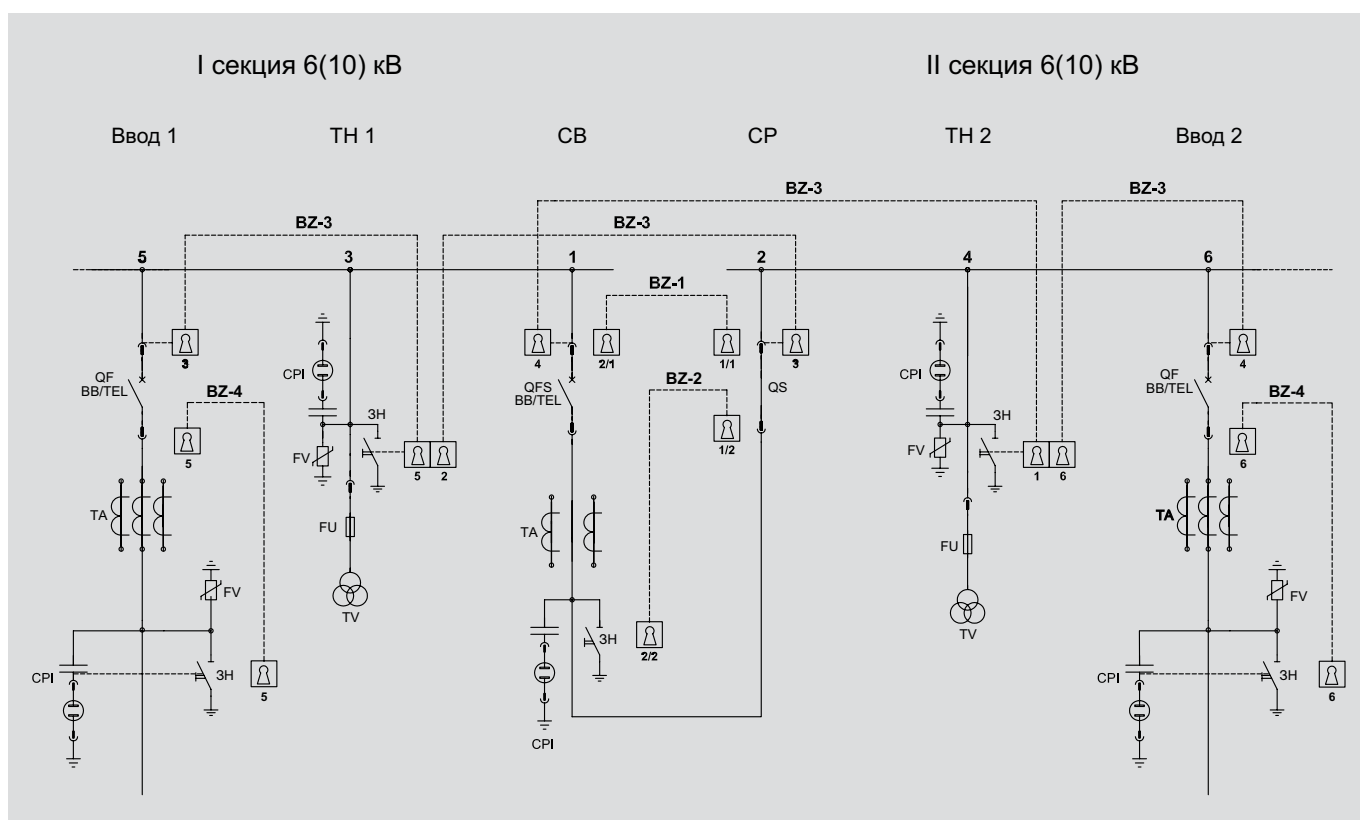 I секция 6(10) кВ
II секция 6(10) кВ
Ввод 1
ТН 1
СВ
СР
ТН 2
Ввод 2
BZ-3
BZ-3
BZ-3
BZ-3
5
3
1
2
4
6
BZ-1
3
4
2/1
1/1
3
4
CPI
QF
BB/TEL
BZ-4
QFS
BB/TEL
BZ-2
QS
CPI
QF
BB/TEL
BZ-4
ЗН
ЗН
5
FV
5
2
1/2
FV
1
6
6
TA
FU
TA
FU
TA
FV
TV
ЗН
2/2
TV
FV
CPI
ЗН
5
CPI
CPI
ЗН
6